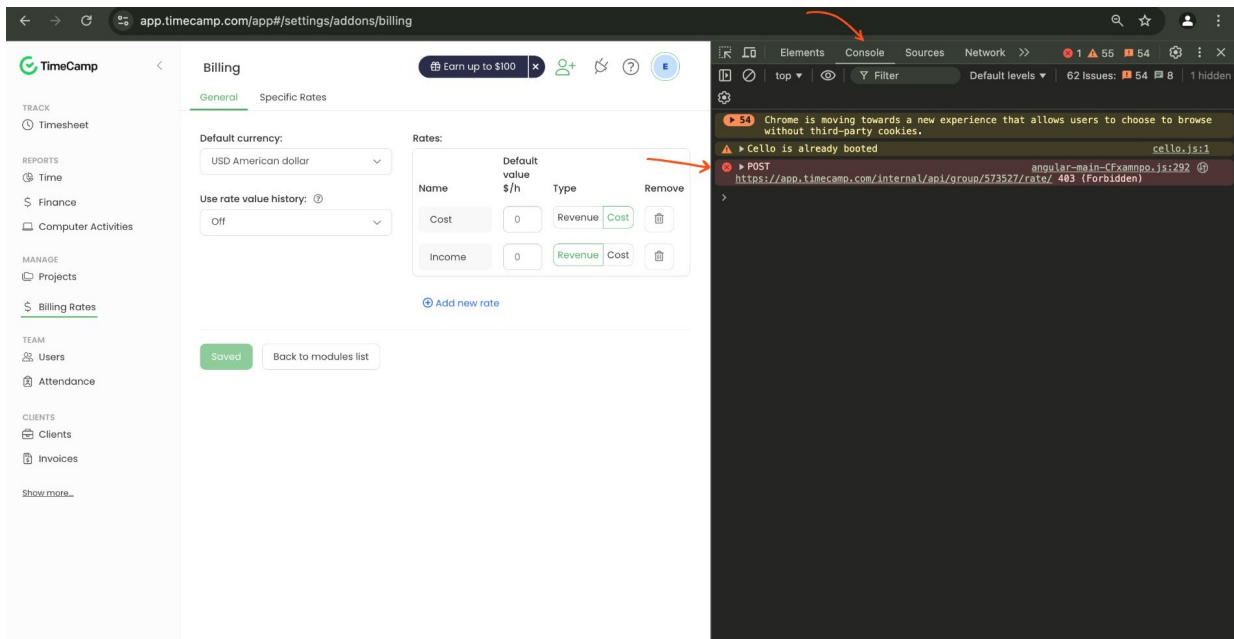 app.timecamp.com/app#/settings/addons/billing
TimeCamp
TRACK
Timesheet
REPORTS
Time
$ Finance
Computer Activities
MANAGE
Projects
$ Billing Rates
TEAM
Users
Attendance
CLIENTS
Clients
Invoices
Show more...
Billing
Earn up to $100 ×
?
E
General Specific Rates
Default currency:
USD American dollar
Use rate value history: ?
Off
Rates:
Name Default value $/h Type Remove
Cost 0 Revenue Cost
Income 0 Revenue Cost
Add new rate
Saved Back to modules list
Elements Console Sources Network >> 1 55 54
top Filter Default levels 62 Issues: 54 8 1 hidden
54 Chrome is moving towards a new experience that allows users to choose to browse
without third-party cookies.
Cello is already booted cello.js:1
POST angular-main-CFxamnpo.js:292
https://app.timecamp.com/internal/api/group/573527/rate/ 403 (Forbidden)